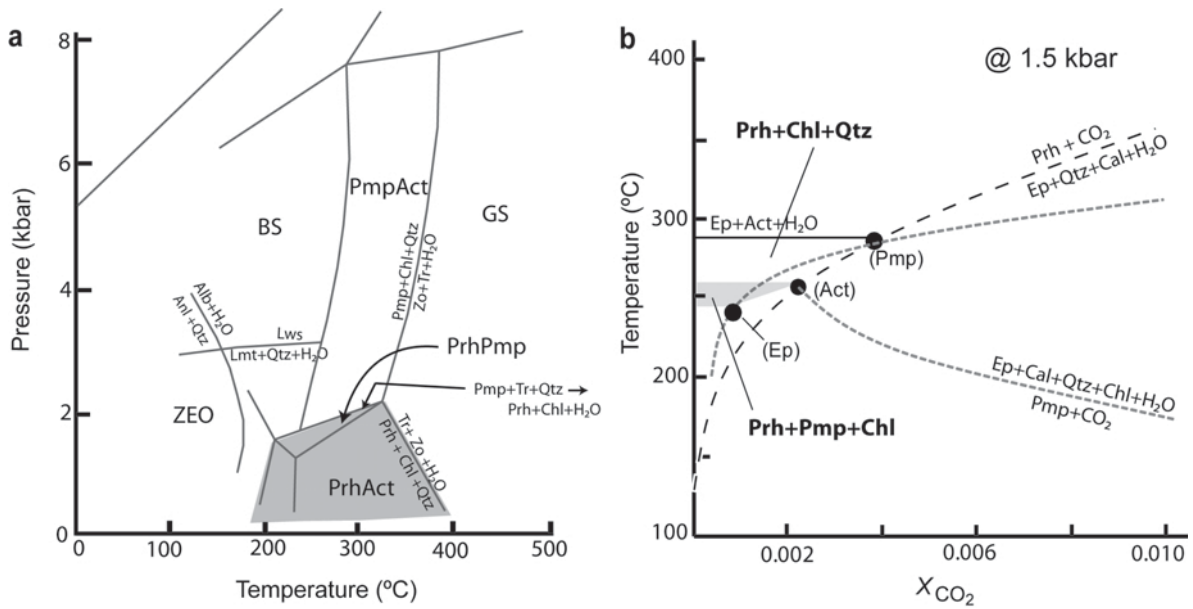 a
8
6
4
2
0
Pressure (kbar)
0
100
200
300
400
500
Temperature (ºC)
BS
PmpAct
GS
Pmp+Chl+Qtz
Zo+Tr+H₂O
Alb+H₂O
Anl +Qtz
Lws
Lmt+Qtz+H₂O
ZEO
PrhPmp
Pmp+Tr+Qtz →
Prh+Chl+H₂O
Tr+ Zo +H₂O
Prh + Chl +Qtz
PrhAct
b
@ 1.5 kbar
400
300
200
100
Temperature (ºC)
0.002
0.006
0.010
XCO₂
Prh+Chl+Qtz
Prh + CO₂
Ep+Qtz+Cal+H₂O
Ep+Act+H₂O
(Pmp)
(Act)
(Ep)
Ep+Cal+Qtz+Chl+H₂O
Pmp+CO₂
Prh+Pmp+Chl